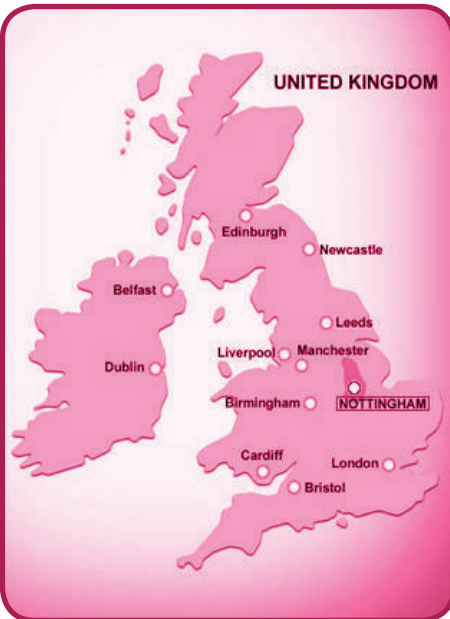 UNITED KINGDOM
Edinburgh
Newcastle
Belfast
Leeds
Liverpool
Manchester
Dublin
Birmingham
NOTTINGHAM
Cardiff
London
Bristol